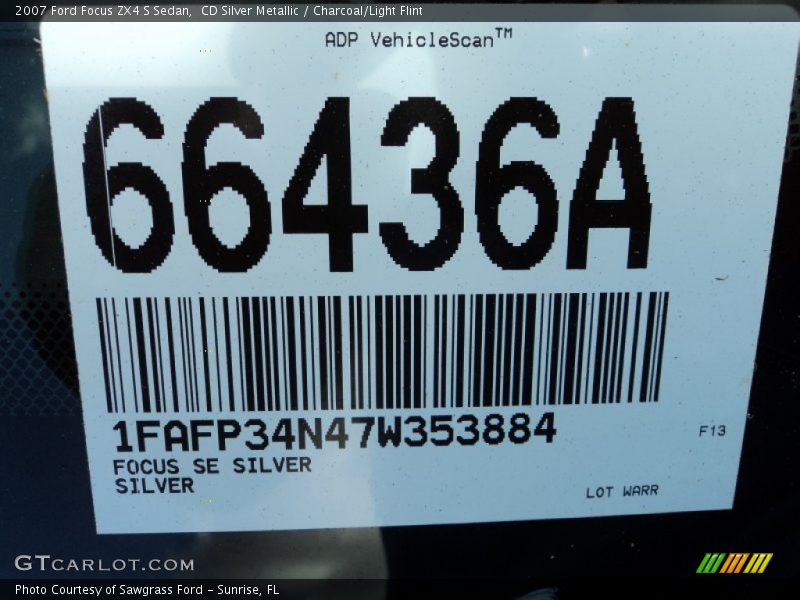 2007 Ford Focus ZX4 S Sedan,  CD Silver Metallic / Charcoal/Light Flint
ADP VehicleScan™
66436A
1FAFP34N47W353884
FOCUS SE SILVER
SILVER
F13
LOT WARR
GTCARLOT.COM
Photo Courtesy of Sawgrass Ford - Sunrise, FL